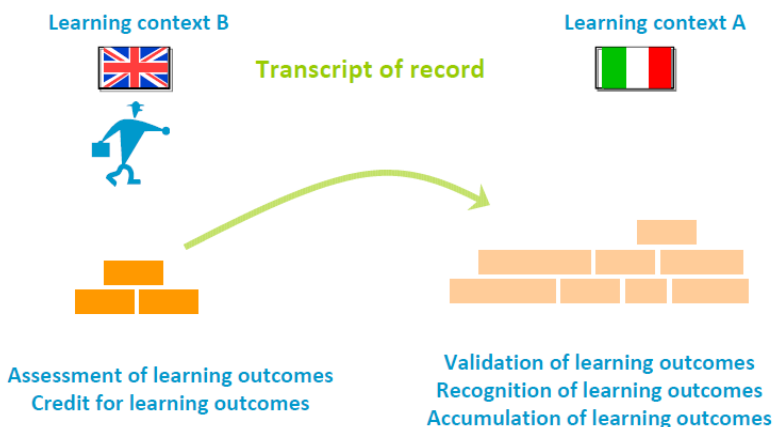 Learning context B
Learning context A
Transcript of record
Assessment of learning outcomes
Credit for learning outcomes
Validation of learning outcomes
Recognition of learning outcomes
Accumulation of learning outcomes